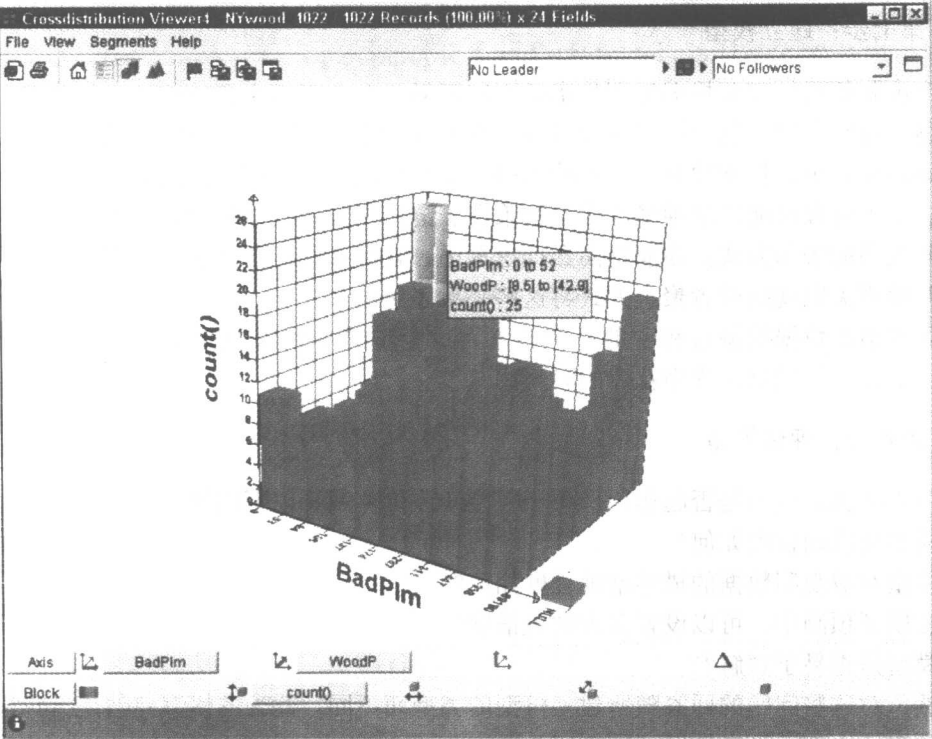 Crossdistribution Viewer1 NYwood 1022 1022 Records (100.00%) x 24 Fields
File View Segments Help
No Leader No Followers
26
24
22
20
18
16
14
12
10
8
6
4
2
count()
BadPlm : 0 to 52
WoodP : [8.5] to [42.9]
count() : 25
BadPlm
NULL
Axis BadPlm WoodP
Block count()